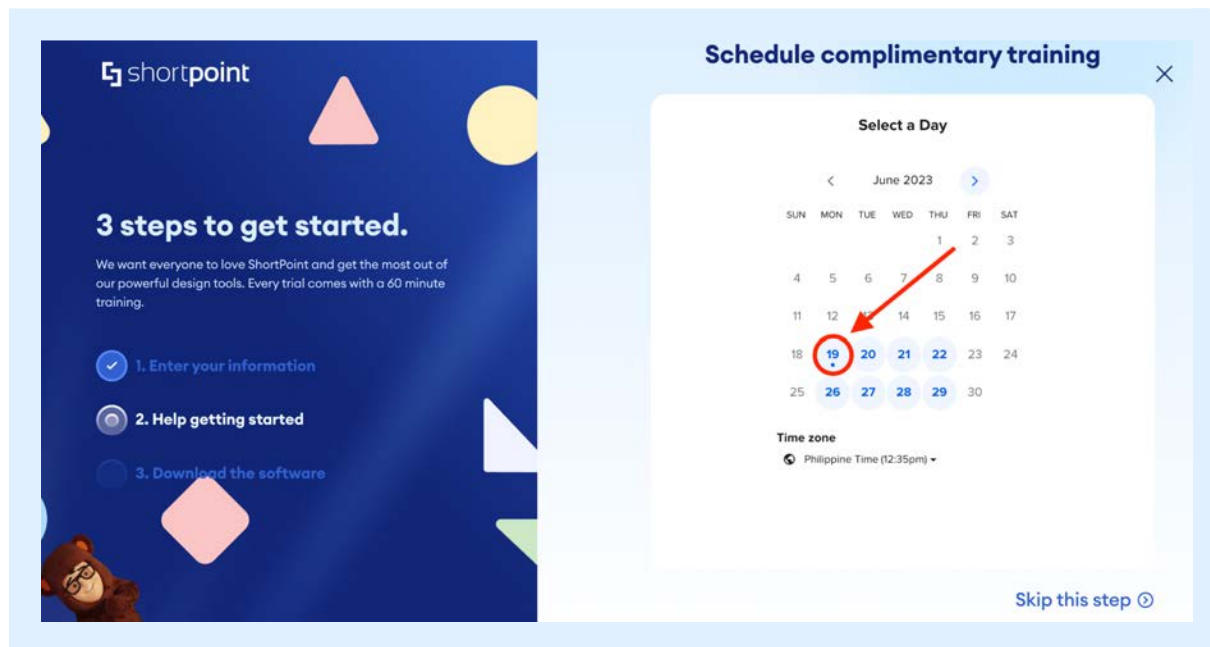 shortpoint
3 steps to get started.
We want everyone to love ShortPoint and get the most out of
our powerful design tools. Every trial comes with a 60 minute
training.
1. Enter your information
2. Help getting started
3. Download the software
Schedule complimentary training
Select a Day
June 2023
SUN MON TUE WED THU FRI SAT
1 2 3
4 5 6 7 8 9 10
11 12 13 14 15 16 17
18 19 20 21 22 23 24
25 26 27 28 29 30
Time zone
Philippine Time (12:35pm)
Skip this step